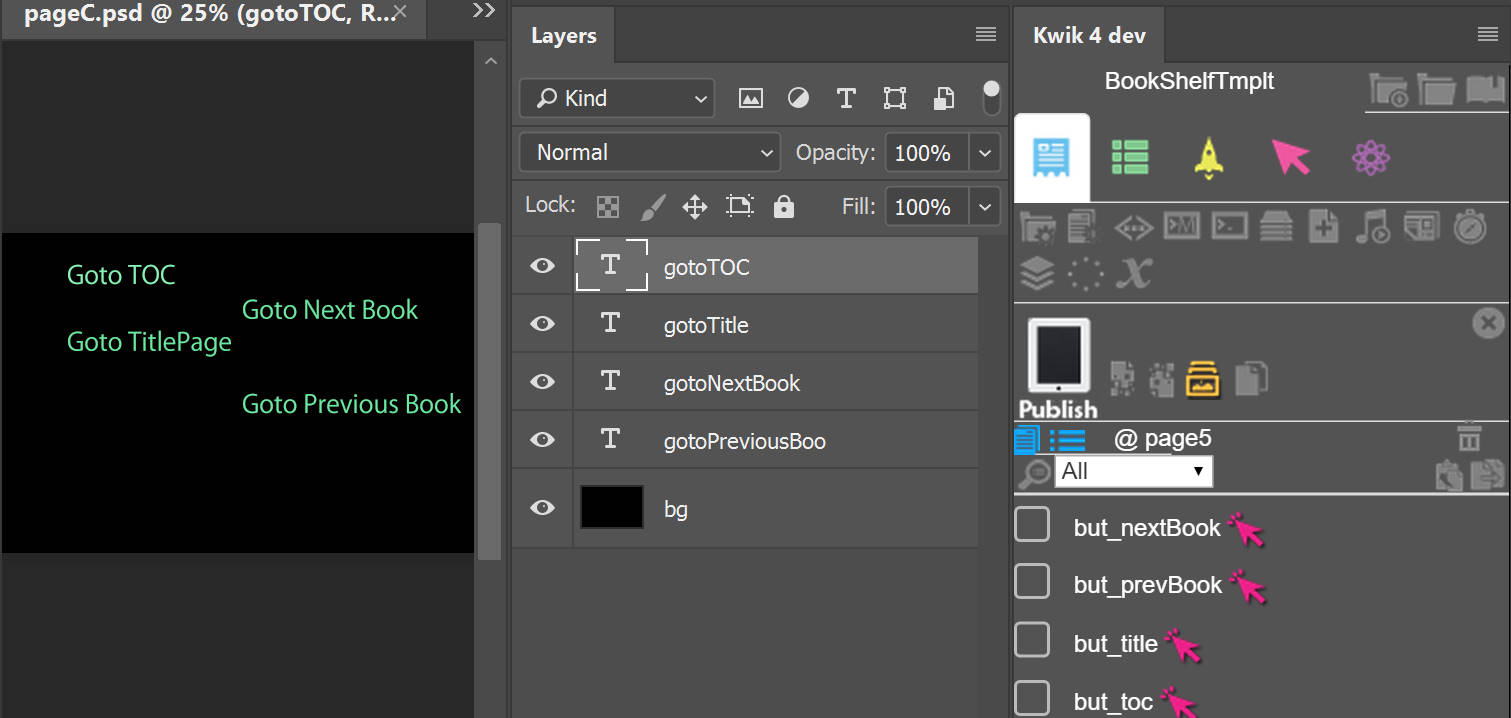 pageC.psd @ 25% (gotoTOC, R...
Goto TOC
Goto Next Book
Goto TitlePage
Goto Previous Book
Layers
Kind
Normal
Opacity: 100%
Lock:
Fill: 100%
gotoTOC
gotoTitle
gotoNextBook
gotoPreviousBoo
bg
Kwik 4 dev
BookShelfTmplt
Publish
@ page5
All
but_nextBook
but_prevBook
but_title
but_toc